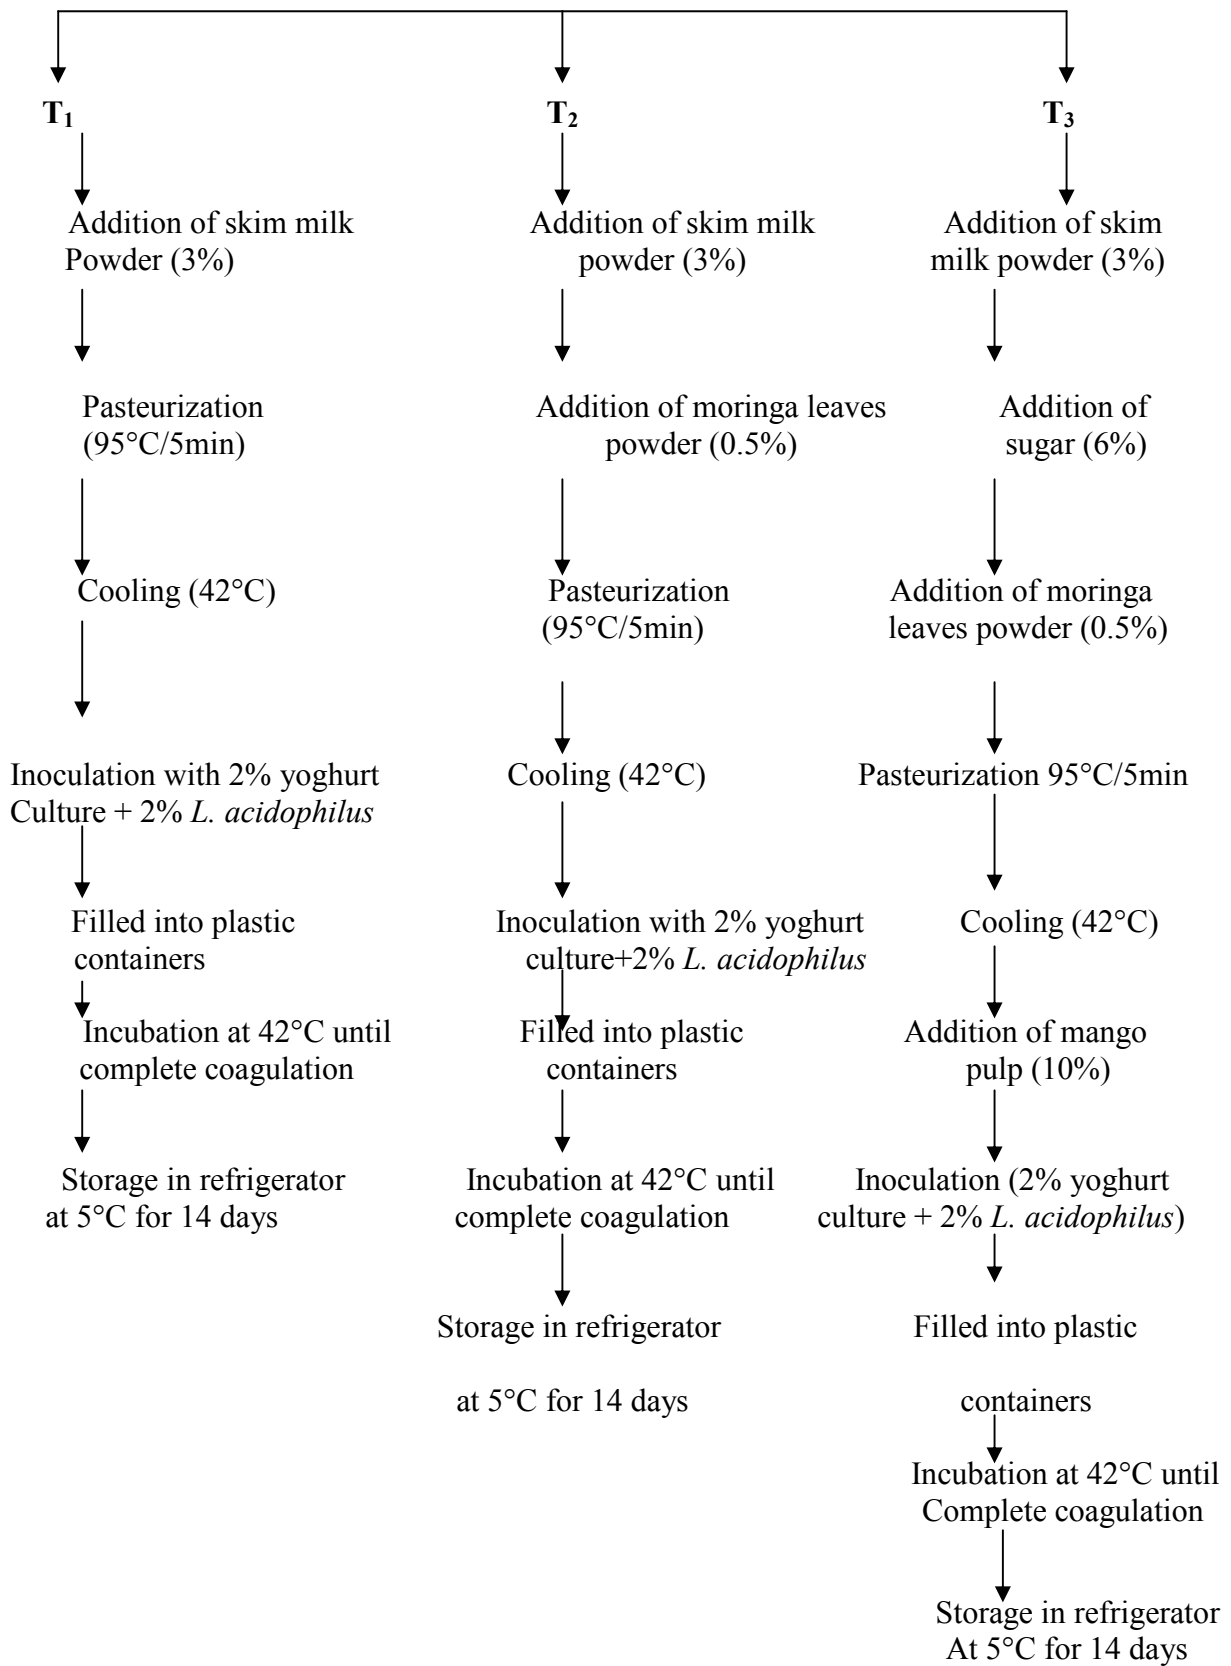 T₁
Addition of skim milk
Powder (3%)
Pasteurization
(95°C/5min)
Cooling (42°C)
Inoculation with 2% yoghurt
Culture + 2% L. acidophilus
Filled into plastic
containers
Incubation at 42°C until
complete coagulation
Storage in refrigerator
at 5°C for 14 days
T₂
Addition of skim milk
powder (3%)
Addition of moringa leaves
powder (0.5%)
Pasteurization
(95°C/5min)
Cooling (42°C)
Inoculation with 2% yoghurt
culture+2% L. acidophilus
Filled into plastic
containers
Incubation at 42°C until
complete coagulation
Storage in refrigerator
at 5°C for 14 days
T₃
Addition of skim
milk powder (3%)
Addition of
sugar (6%)
Addition of moringa
leaves powder (0.5%)
Pasteurization 95°C/5min
Cooling (42°C)
Addition of mango
pulp (10%)
Inoculation (2% yoghurt
culture + 2% L. acidophilus)
Filled into plastic
containers
Incubation at 42°C until
Complete coagulation
Storage in refrigerator
At 5°C for 14 days